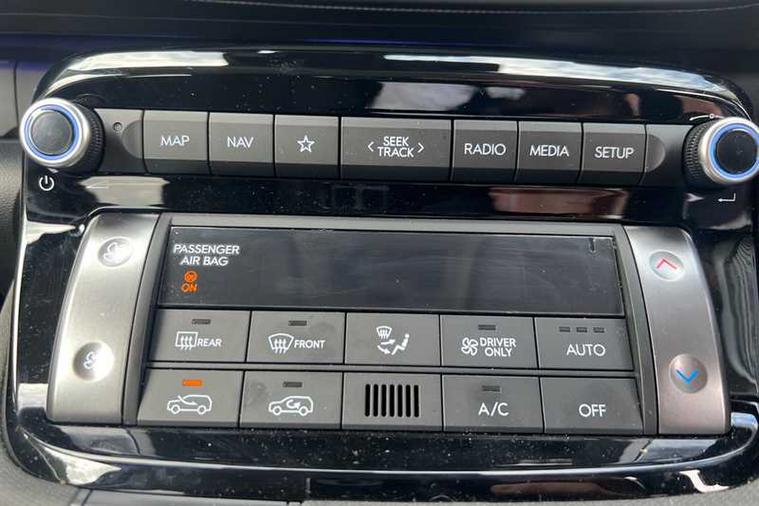 MAP NAV SEEK TRACK RADIO MEDIA SETUP
PASSENGER
AIR BAG
ON
REAR FRONT DRIVER ONLY AUTO
A/C OFF